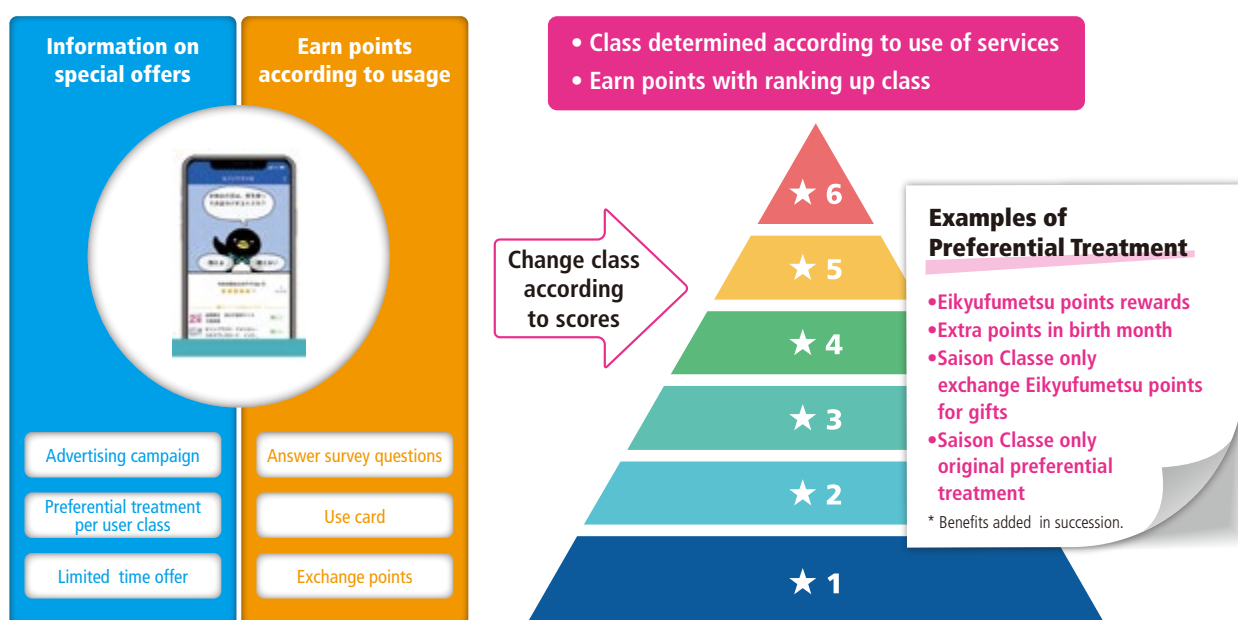 Information on
special offers
Earn points
according to usage
Advertising campaign
Preferential treatment
per user class
Limited time offer
Answer survey questions
Use card
Exchange points
• Class determined according to use of services
• Earn points with ranking up class
Change class
according
to scores
★ 6
★ 5
★ 4
★ 3
★ 2
★ 1
Examples of
Preferential Treatment
•Eikyufumetsu points rewards
•Extra points in birth month
•Saison Classe only
exchange Eikyufumetsu points
for gifts
•Saison Classe only
original preferential
treatment
* Benefits added in succession.